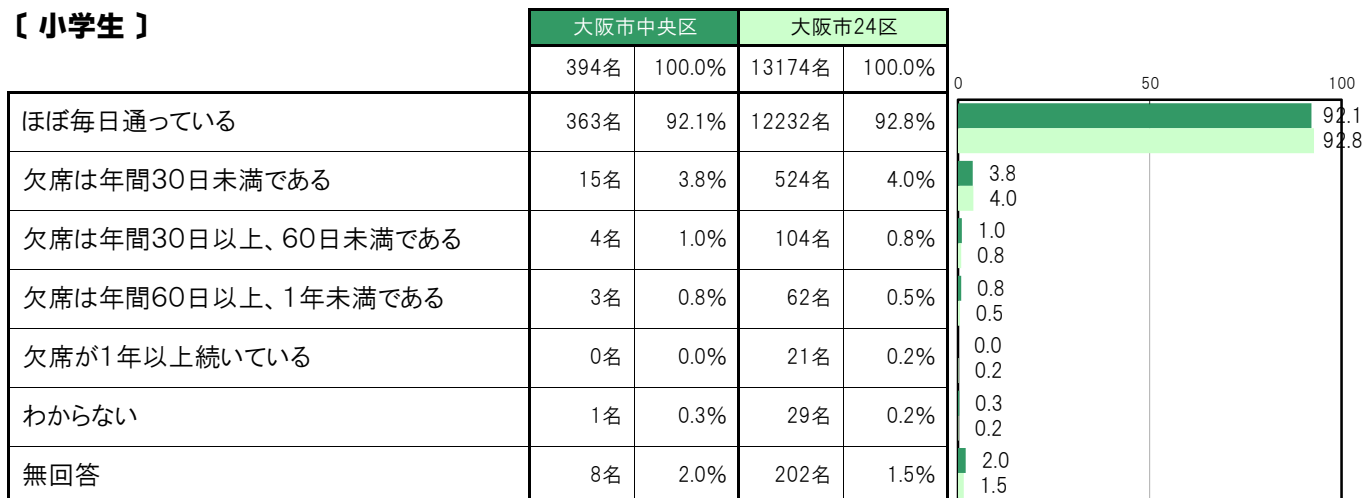 〔 小学生 〕
大阪市中央区 大阪市24区
394名 100.0% 13174名 100.0%
0 50 100
ほぼ毎日通っている 363名 92.1% 12232名 92.8% 92.1
92.8
欠席は年間30日未満である 15名 3.8% 524名 4.0% 3.8
4.0
欠席は年間30日以上、60日未満である 4名 1.0% 104名 0.8% 1.0
0.8
欠席は年間60日以上、1年未満である 3名 0.8% 62名 0.5% 0.8
0.5
欠席が1年以上続いている 0名 0.0% 21名 0.2% 0.0
0.2
わからない 1名 0.3% 29名 0.2% 0.3
0.2
無回答 8名 2.0% 202名 1.5% 2.0
1.5